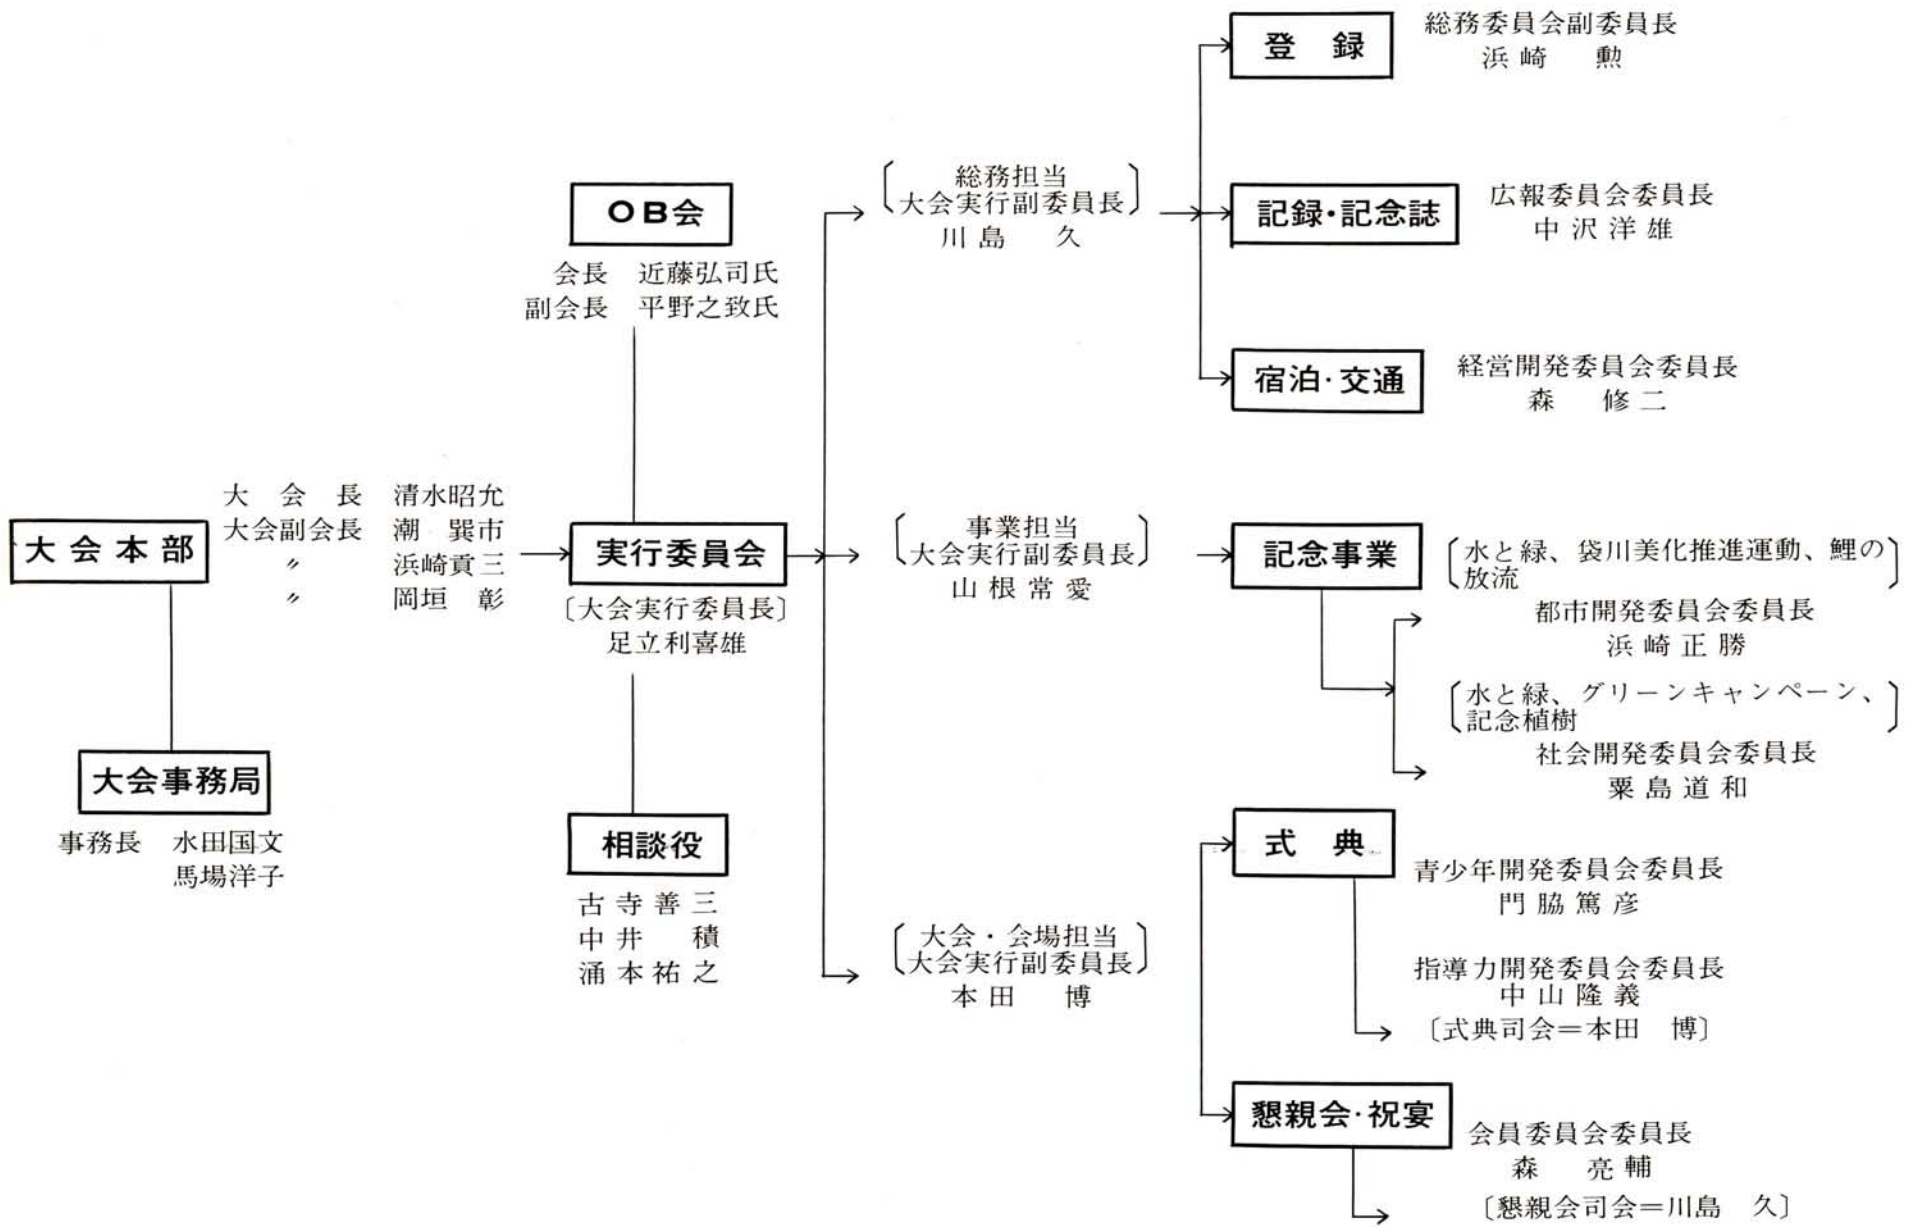 大会本部
大会長 清水昭允
大会副会長 潮 巽市
〃 浜崎貢三
〃 岡垣 彰
大会事務局
事務長 水田国文
馬場洋子
OB会
会長 近藤弘司氏
副会長 平野之致氏
実行委員会
〔大会実行委員長〕
足立利喜雄
相談役
古寺善三
中井 積
涌本祐之
総務担当
大会実行副委員長
川島 久
事業担当
大会実行副委員長
山根常愛
大会・会場担当
大会実行副委員長
本田 博
登録
総務委員会副委員長
浜崎 勲
記録・記念誌
広報委員会委員長
中沢洋雄
宿泊・交通
経営開発委員会委員長
森 修二
記念事業
水と緑、袋川美化推進運動、鯉の
放流
都市開発委員会委員長
浜崎正勝
水と緑、グリーンキャンペーン、
記念植樹
社会開発委員会委員長
粟島道和
式典
青少年開発委員会委員長
門脇篤彦
指導力開発委員会委員長
中山隆義
〔式典司会＝本田 博〕
懇親会・祝宴
会員委員会委員長
森 亮輔
〔懇親会司会＝川島 久〕